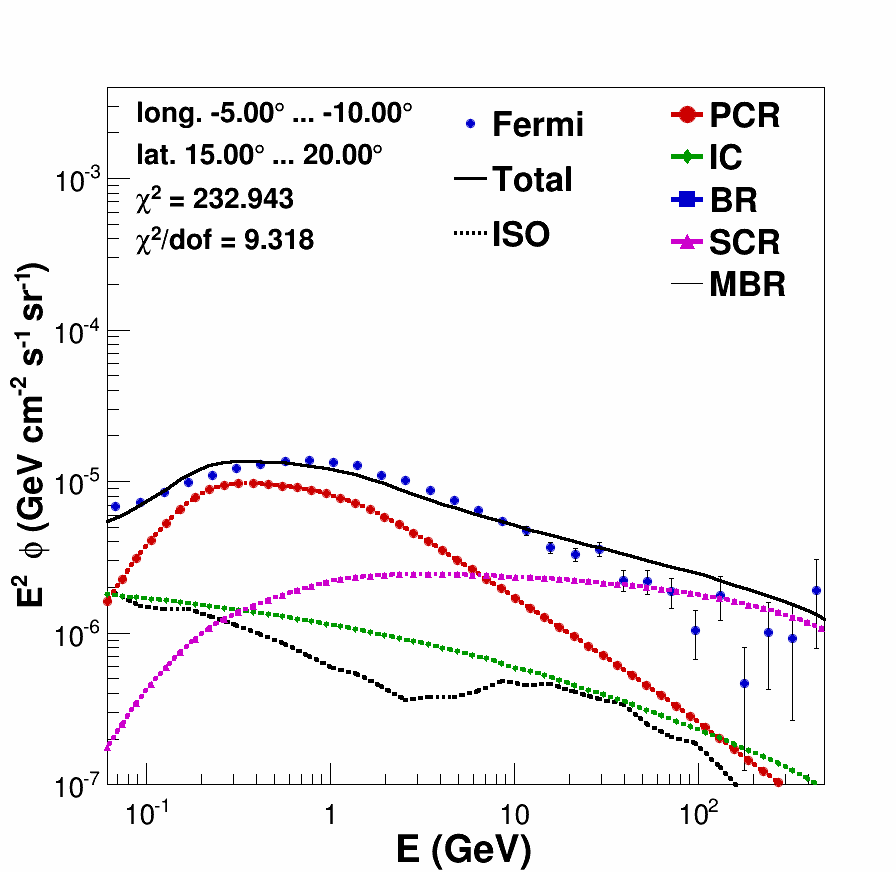 long. -5.00° ... -10.00°
lat. 15.00° ... 20.00°
χ² = 232.943
χ²/dof = 9.318
Fermi
Total
ISO
PCR
IC
BR
SCR
MBR
E² ϕ (GeV cm⁻² s⁻¹ sr⁻¹)
10⁻³
10⁻⁴
10⁻⁵
10⁻⁶
10⁻⁷
10⁻¹ 1 10 10²
E (GeV)